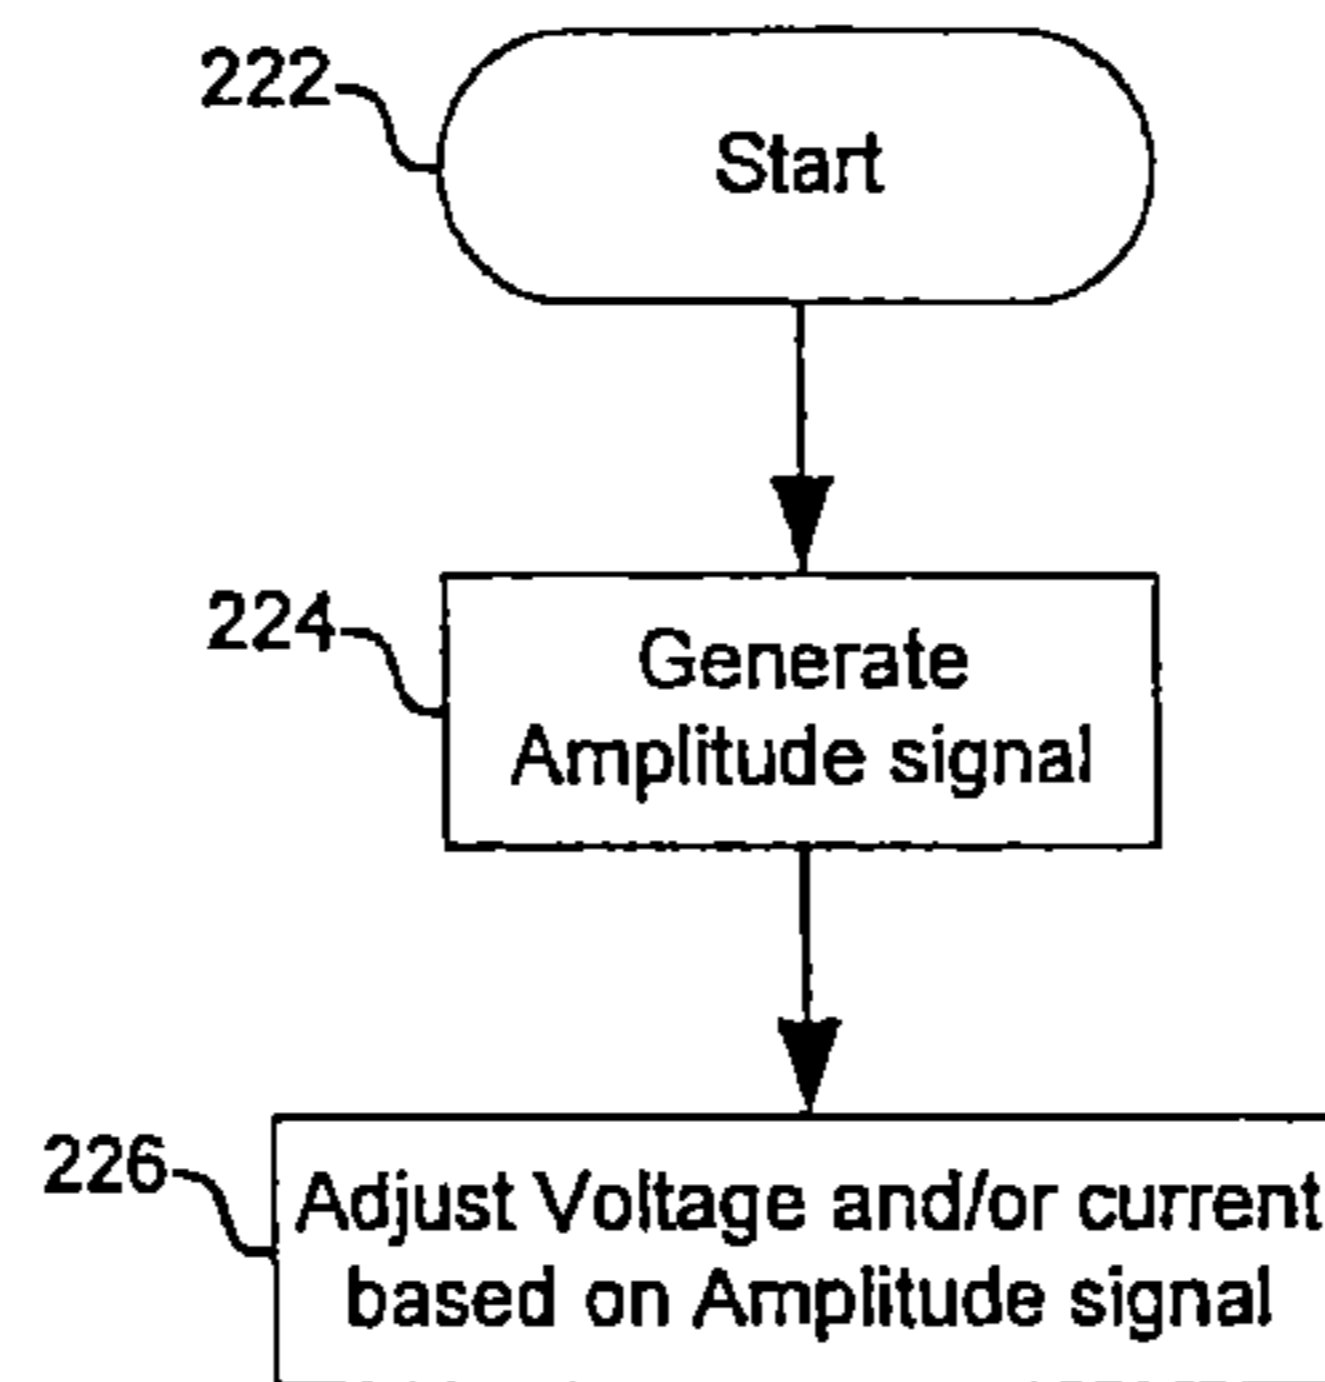 222
Start
224
Generate
Amplitude signal
226
Adjust Voltage and/or current
based on Amplitude signal